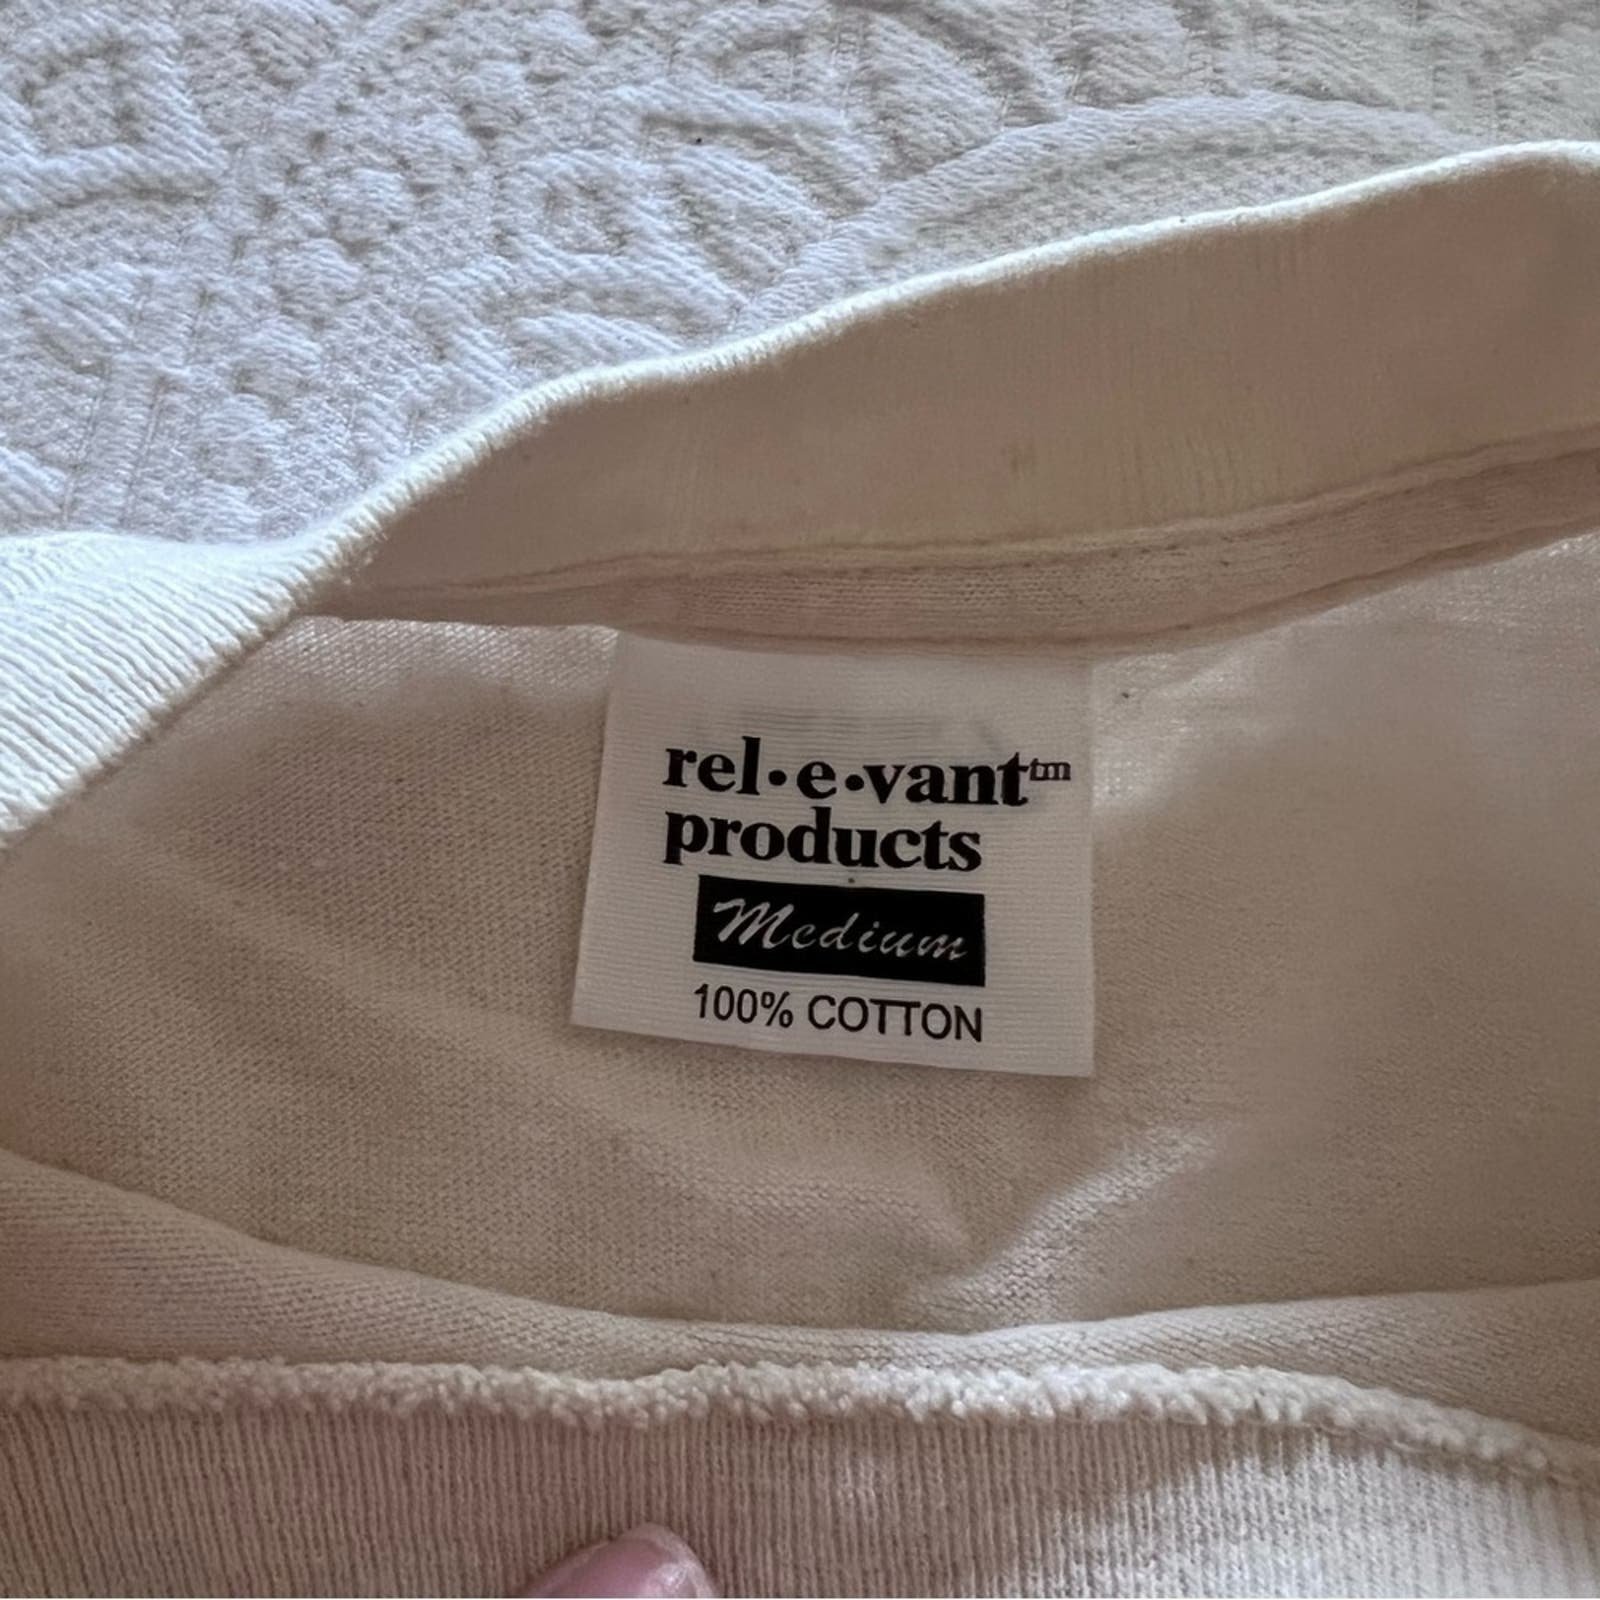 rel•e•vant™
products
Medium
100% COTTON